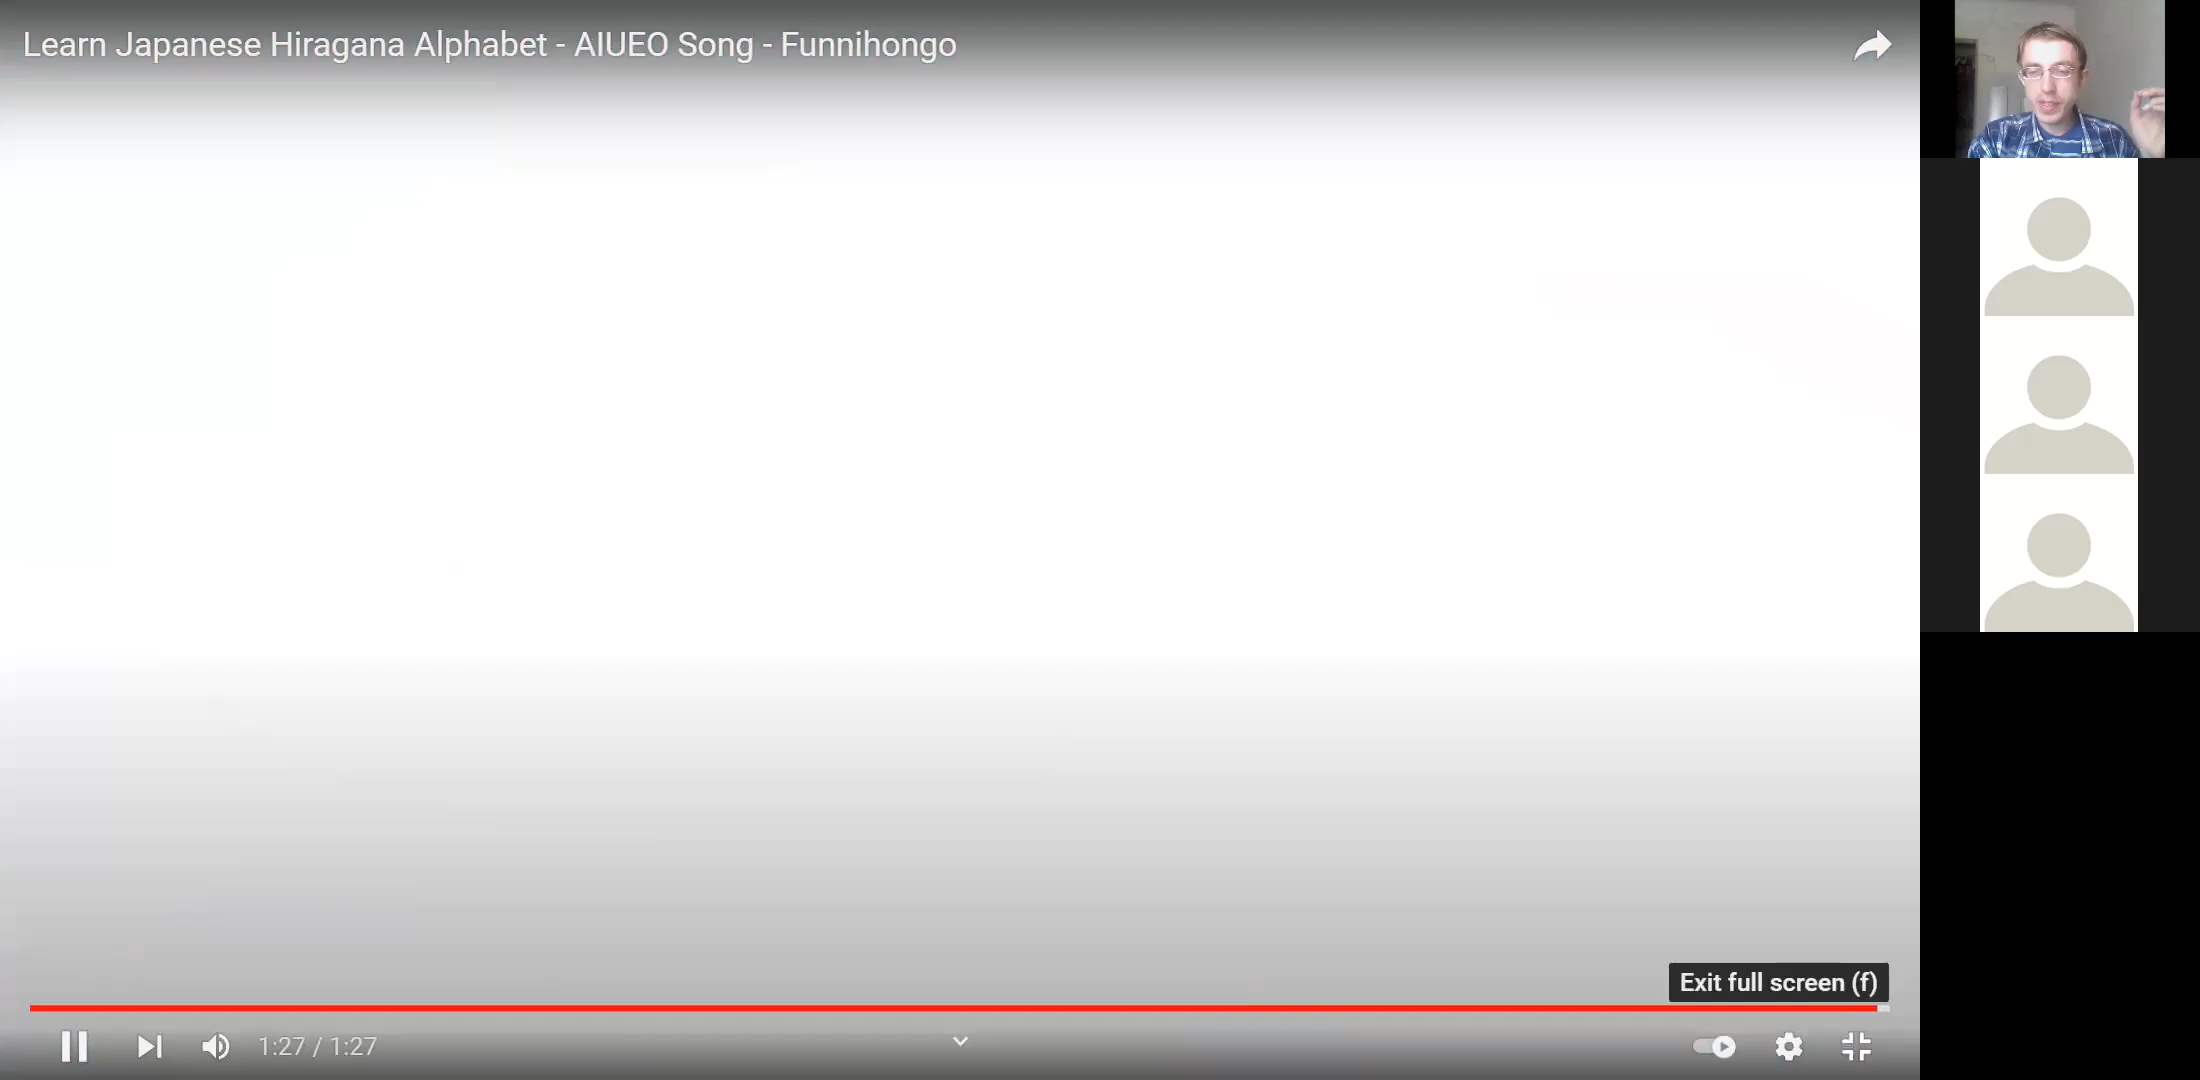 Learn Japanese Hiragana Alphabet - AIUEO Song - Funnihongo
Exit full screen (f)
1:27 / 1:27